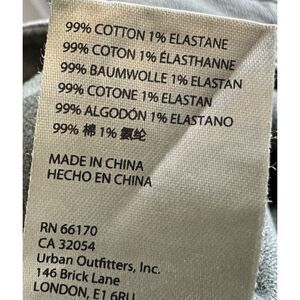 99% COTTON 1% ELASTANE
99% COTON 1% ÉLASTHANNE
99% BAUMWOLLE 1% ELASTAN
99% COTONE 1% ELASTAN
99% ALGODÓN 1% ELASTANO
99% 棉 1% 氨纶
MADE IN CHINA
HECHO EN CHINA
RN 66170
CA 32054
Urban Outfitters, Inc.
146 Brick Lane
LONDON, E1 6RU